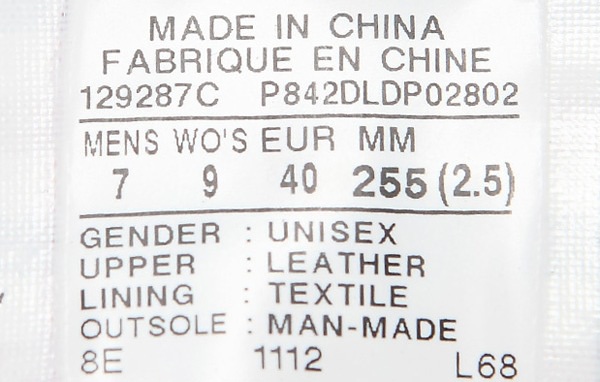 MADE IN CHINA
FABRIQUE EN CHINE
129287C P842DLDP02802
MENS WO'S EUR MM
7 9 40 255 (2.5)
GENDER : UNISEX
UPPER : LEATHER
LINING : TEXTILE
OUTSOLE : MAN-MADE
8E 1112 L68